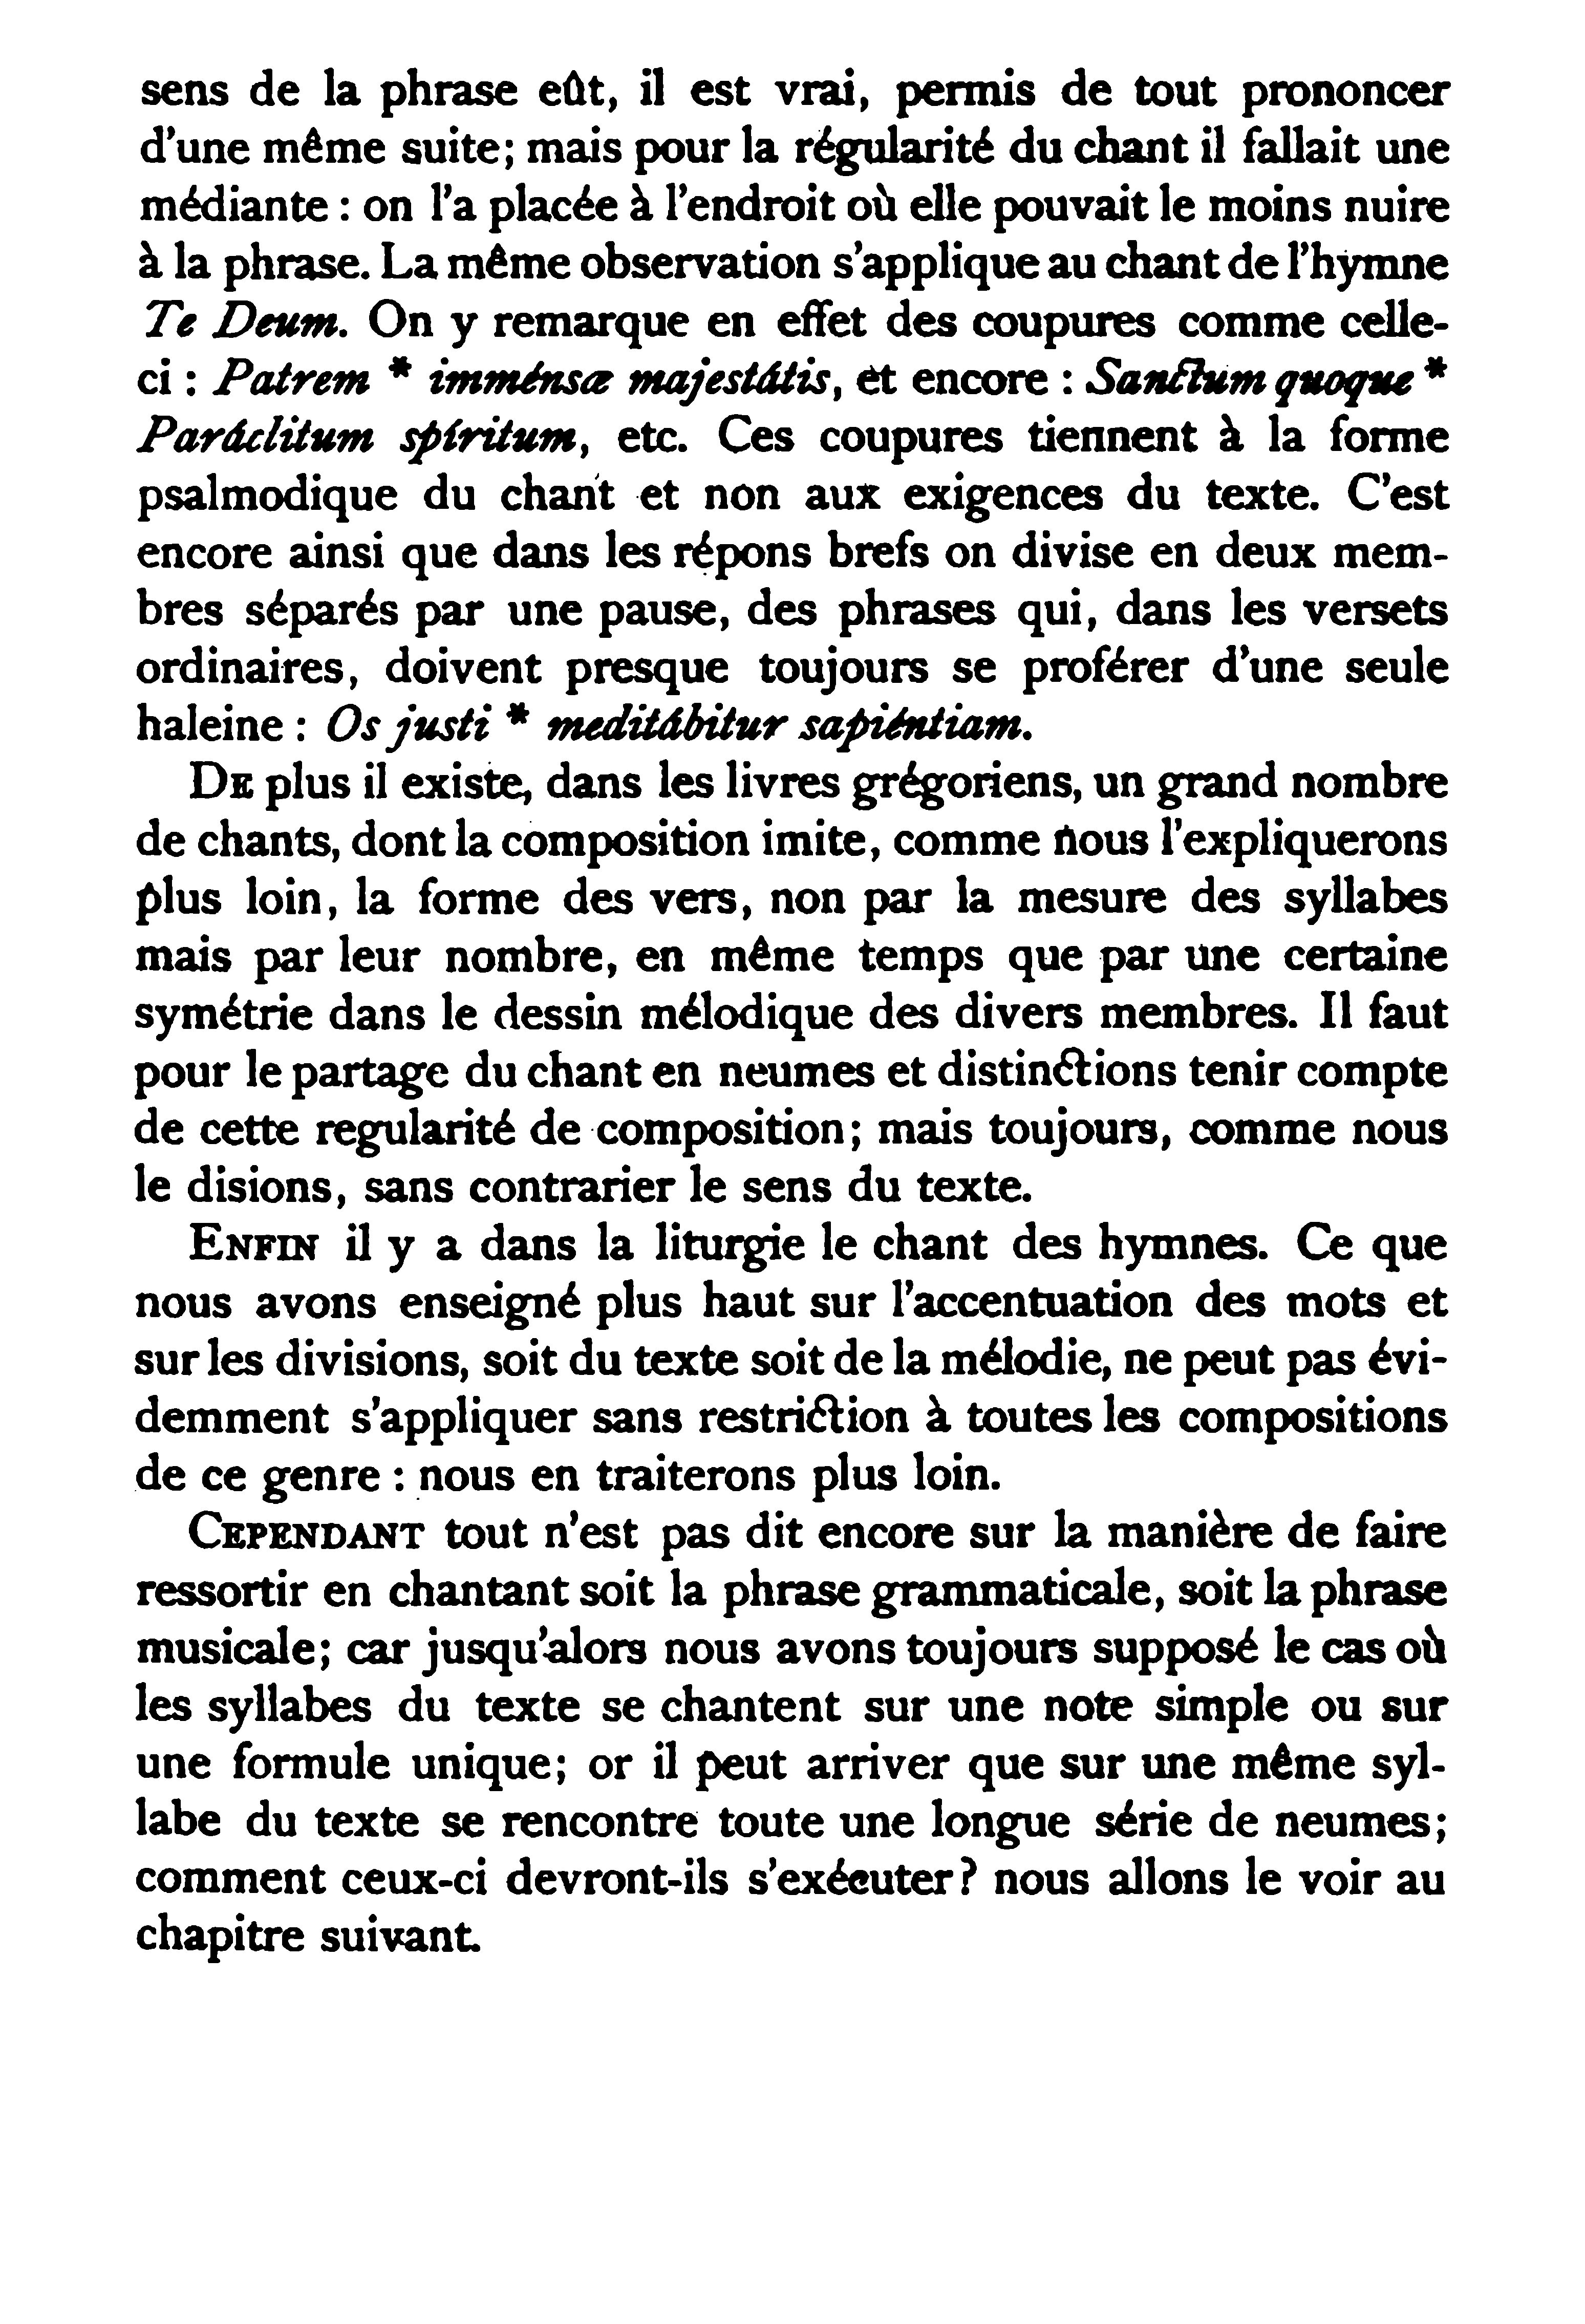 sens de la phrase eût, il est vrai, permis de tout prononcer
d'une même suite; mais pour la régularité du chant il fallait une
médiante : on l'a placée à l'endroit où elle pouvait le moins nuire
à la phrase. La même observation s'applique au chant de l'hymne
Te Deum. On y remarque en effet des coupures comme celle-
ci : Patrem * imménsæ majestátis, et encore : Sanctum quoque *
Paráclitum spíritum, etc. Ces coupures tiennent à la forme
psalmodique du chant et non aux exigences du texte. C'est
encore ainsi que dans les répons brefs on divise en deux mem-
bres séparés par une pause, des phrases qui, dans les versets
ordinaires, doivent presque toujours se proférer d'une seule
haleine : Os justi * meditábitur sapiéntiam.
DE plus il existe, dans les livres grégoriens, un grand nombre
de chants, dont la composition imite, comme nous l'expliquerons
plus loin, la forme des vers, non par la mesure des syllabes
mais par leur nombre, en même temps que par une certaine
symétrie dans le dessin mélodique des divers membres. Il faut
pour le partage du chant en neumes et distinctions tenir compte
de cette regularité de composition; mais toujours, comme nous
le disions, sans contrarier le sens du texte.
ENFIN il y a dans la liturgie le chant des hymnes. Ce que
nous avons enseigné plus haut sur l'accentuation des mots et
sur les divisions, soit du texte soit de la mélodie, ne peut pas évi-
demment s'appliquer sans restriction à toutes les compositions
de ce genre : nous en traiterons plus loin.
CEPENDANT tout n'est pas dit encore sur la manière de faire
ressortir en chantant soit la phrase grammaticale, soit la phrase
musicale; car jusqu'alors nous avons toujours supposé le cas où
les syllabes du texte se chantent sur une note simple ou sur
une formule unique; or il peut arriver que sur une même syl-
labe du texte se rencontre toute une longue série de neumes;
comment ceux-ci devront-ils s'exécuter? nous allons le voir au
chapitre suivant.